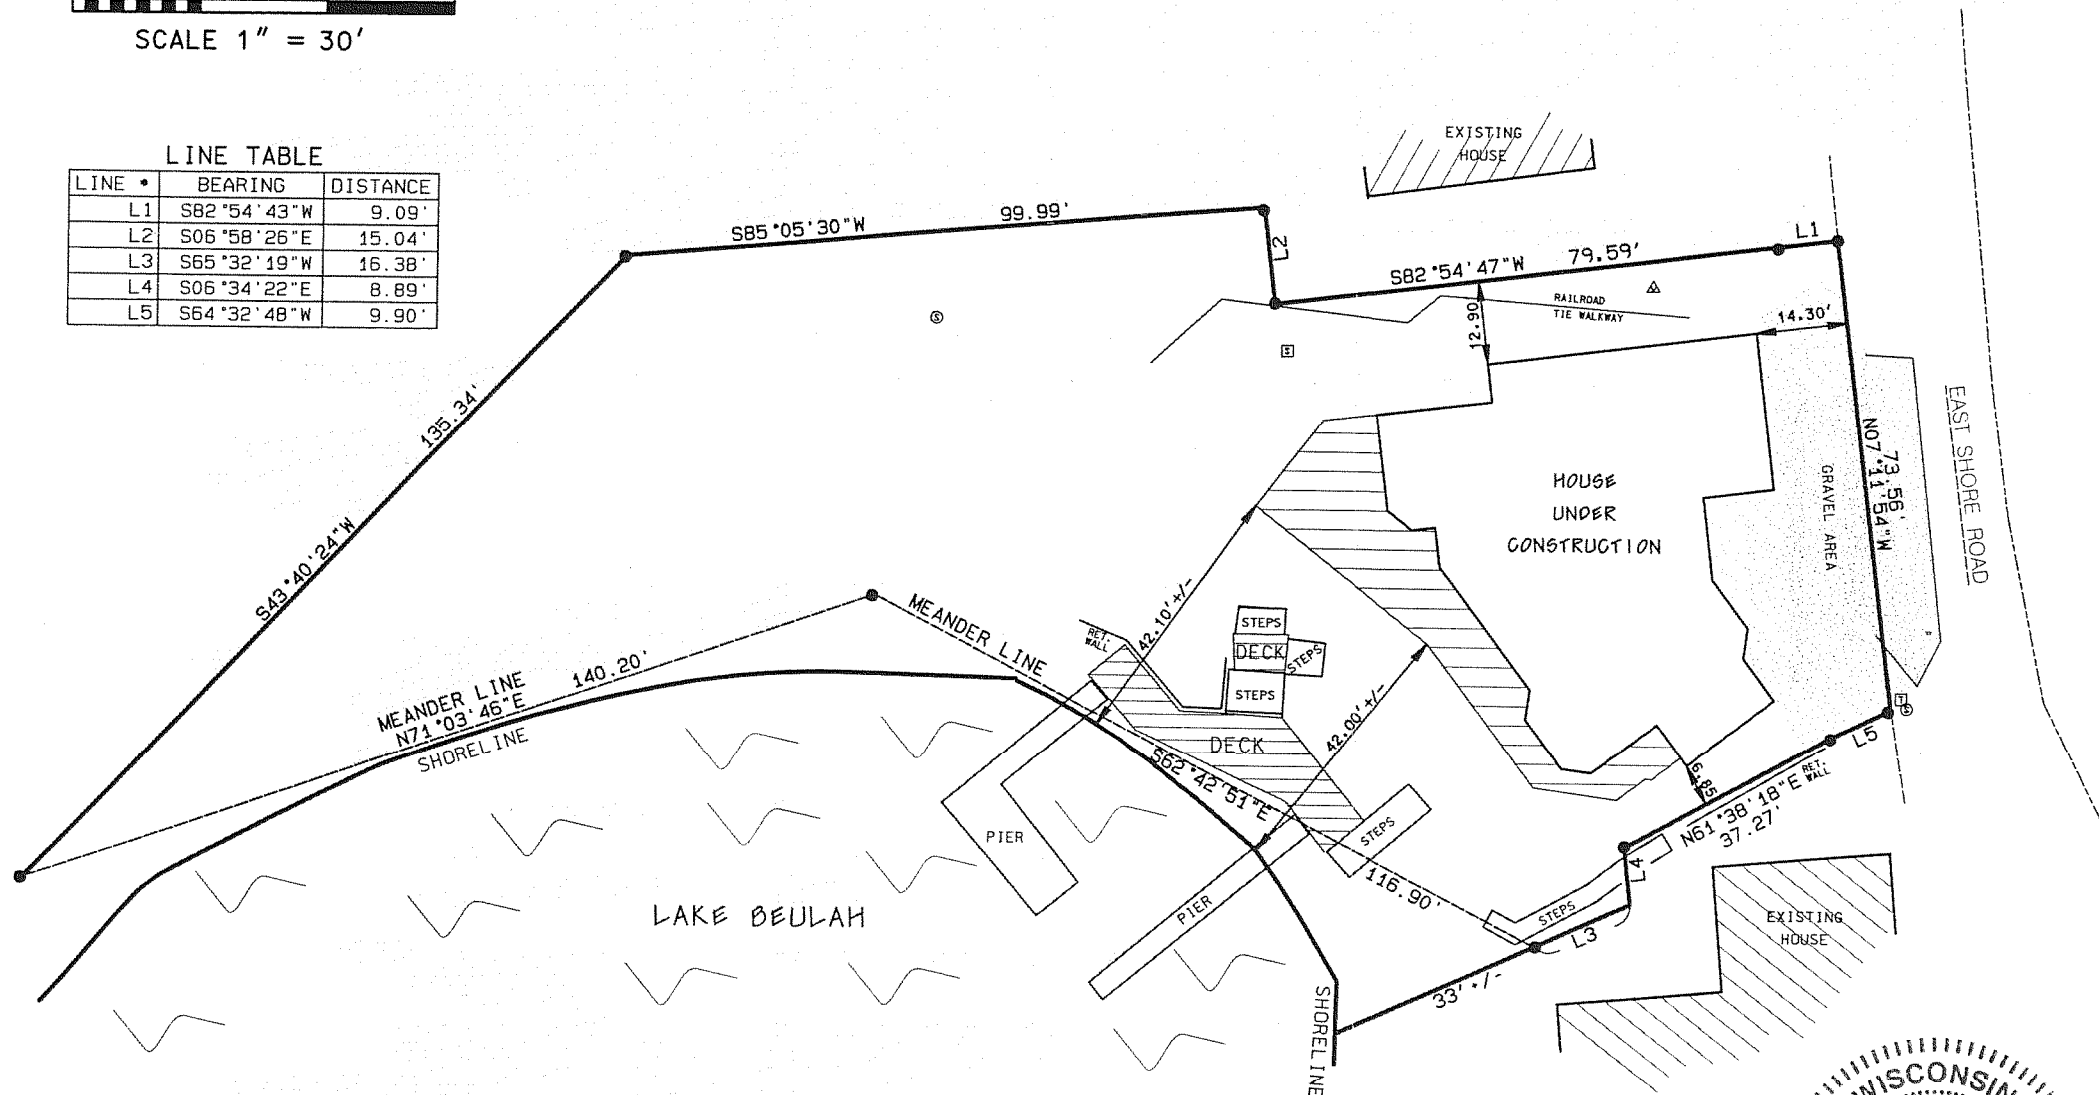 SCALE 1" = 30'
LINE TABLE
LINE * BEARING DISTANCE
L1 S82°54'43"W 9.09'
L2 S06°58'26"E 15.04'
L3 S65°32'19"W 16.38'
L4 S06°34'22"E 8.89'
L5 S64°32'48"W 9.90'
EXISTING
HOUSE
S85°05'30"W 99.99'
L2
S82°54'47"W 79.59'
L1
RAILROAD
TIE WALKWAY
12.90
14.30'
135.34'
S43°40'24"W
S
S
HOUSE
UNDER
CONSTRUCTION
GRAVEL AREA
73.56'
N07°11'54"W
EAST SHORE ROAD
MEANDER LINE
RET.
WALL
42.10'+/-
STEPS
DECK
STEPS
STEPS
MEANDER LINE 140.20'
N71°03'46"E
SHORELINE
DECK
42.00'+/-
S62°42'51"E
6.85
L5
RET.
WALL
N61°38'18"E
37.27'
PIER
STEPS
L4
116.90'
PIER
STEPS
L3
LAKE BEULAH
EXISTING
HOUSE
33'+/-
SHORELINE
WISCONSIN